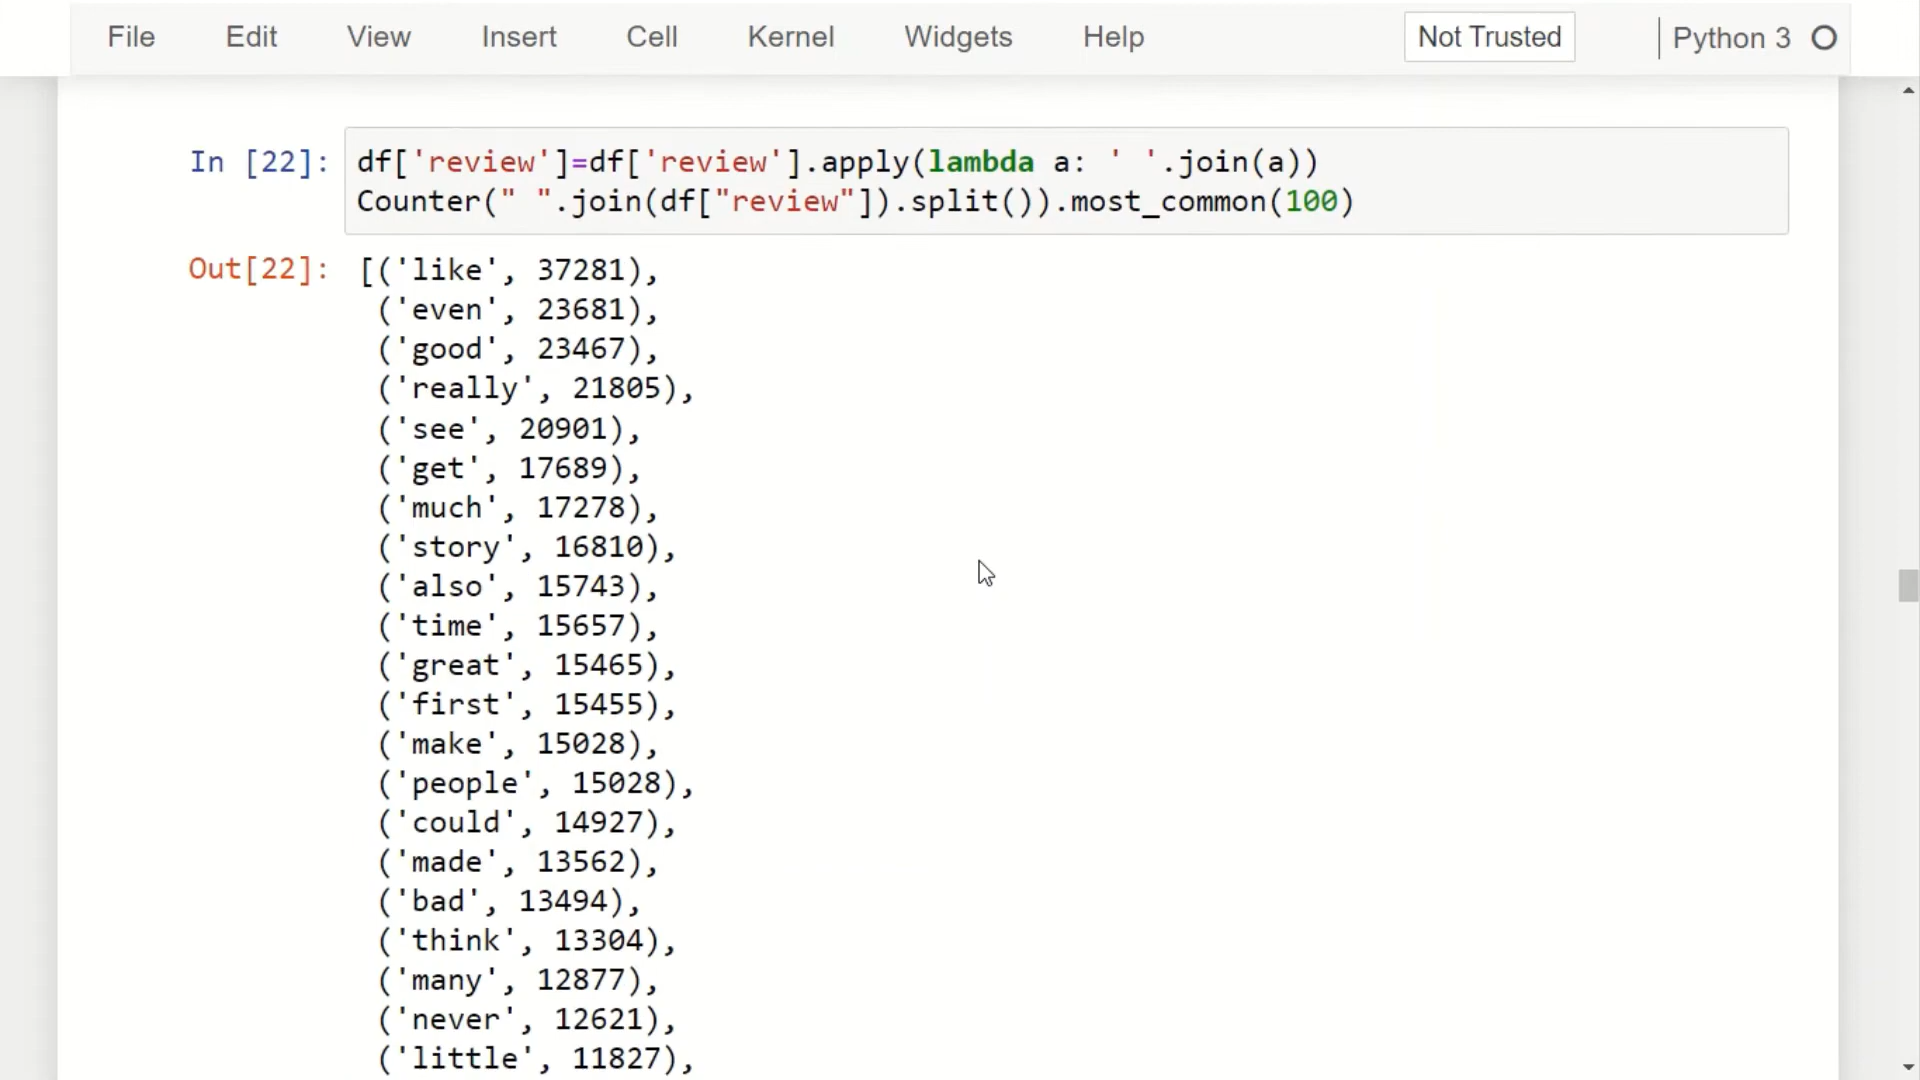 File Edit View Insert Cell Kernel Widgets Help Not Trusted Python 3
In [22]: df['review']=df['review'].apply(lambda a: ' '.join(a))
Counter(" ".join(df["review"]).split()).most_common(100)
Out[22]: [('like', 37281),
('even', 23681),
('good', 23467),
('really', 21805),
('see', 20901),
('get', 17689),
('much', 17278),
('story', 16810),
('also', 15743),
('time', 15657),
('great', 15465),
('first', 15455),
('make', 15028),
('people', 15028),
('could', 14927),
('made', 13562),
('bad', 13494),
('think', 13304),
('many', 12877),
('never', 12621),
('little', 11827),